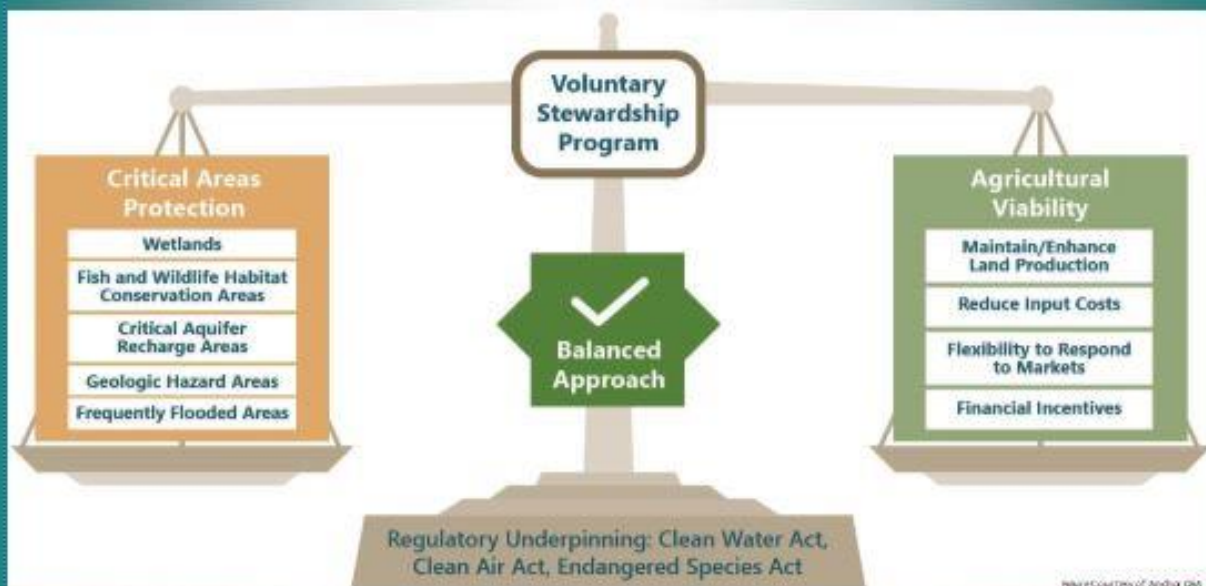 Voluntary
Stewardship
Program
Critical Areas
Protection
Wetlands
Fish and Wildlife Habitat
Conservation Areas
Critical Aquifer
Recharge Areas
Geologic Hazard Areas
Frequently Flooded Areas
Balanced
Approach
Agricultural
Viability
Maintain/Enhance
Land Production
Reduce Input Costs
Flexibility to Respond
to Markets
Financial Incentives
Regulatory Underpinning: Clean Water Act,
Clean Air Act, Endangered Species Act